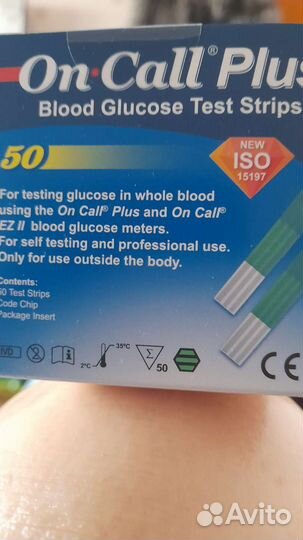 On·Call® Plus
Blood Glucose Test Strips
50
NEW
ISO
15197
For testing glucose in whole blood
using the On Call® Plus and On Call®
EZ II blood glucose meters.
For self testing and professional use.
Only for use outside the body.
Contents:
50 Test Strips
Code Chip
Package Insert
IVD
2
i
2°C
35°C
Σ
50
CE
Avito